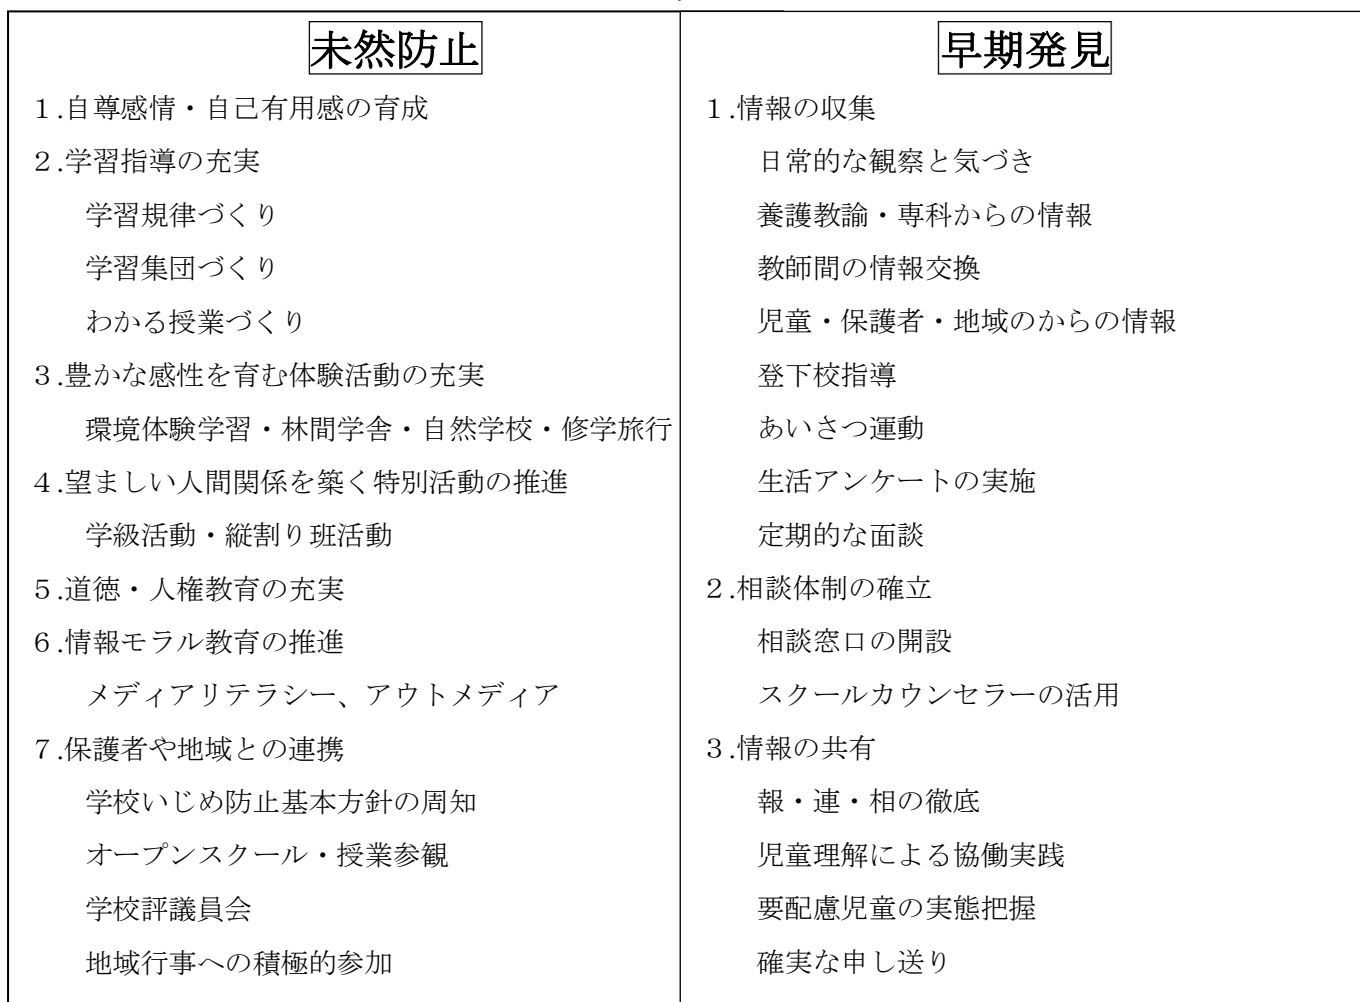 未然防止
１.自尊感情・自己有用感の育成
２.学習指導の充実
学習規律づくり
学習集団づくり
わかる授業づくり
３.豊かな感性を育む体験活動の充実
環境体験学習・林間学舎・自然学校・修学旅行
４.望ましい人間関係を築く特別活動の推進
学級活動・縦割り班活動
５.道徳・人権教育の充実
６.情報モラル教育の推進
メディアリテラシー、アウトメディア
７.保護者や地域との連携
学校いじめ防止基本方針の周知
オープンスクール・授業参観
学校評議員会
地域行事への積極的参加
早期発見
１.情報の収集
日常的な観察と気づき
養護教諭・専科からの情報
教師間の情報交換
児童・保護者・地域のからの情報
登下校指導
あいさつ運動
生活アンケートの実施
定期的な面談
２.相談体制の確立
相談窓口の開設
スクールカウンセラーの活用
３.情報の共有
報・連・相の徹底
児童理解による協働実践
要配慮児童の実態把握
確実な申し送り